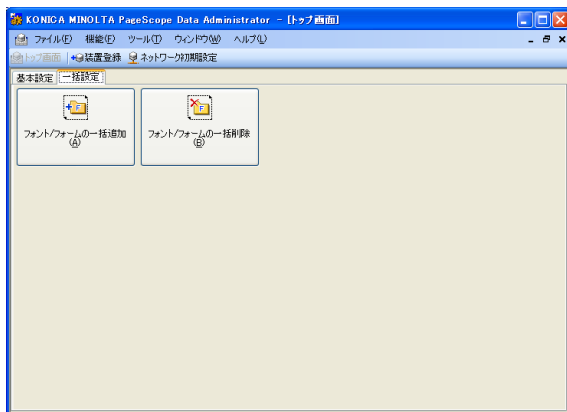 KONICA MINOLTA PageScope Data Administrator - [トップ画面]
ファイル(F) 機能(F) ツール(T) ウィンドウ(W) ヘルプ(L)
トップ画面 装置登録 ネットワーク初期設定
基本設定 一括設定
フォント/フォームの一括追加
(A)
フォント/フォームの一括削除
(B)